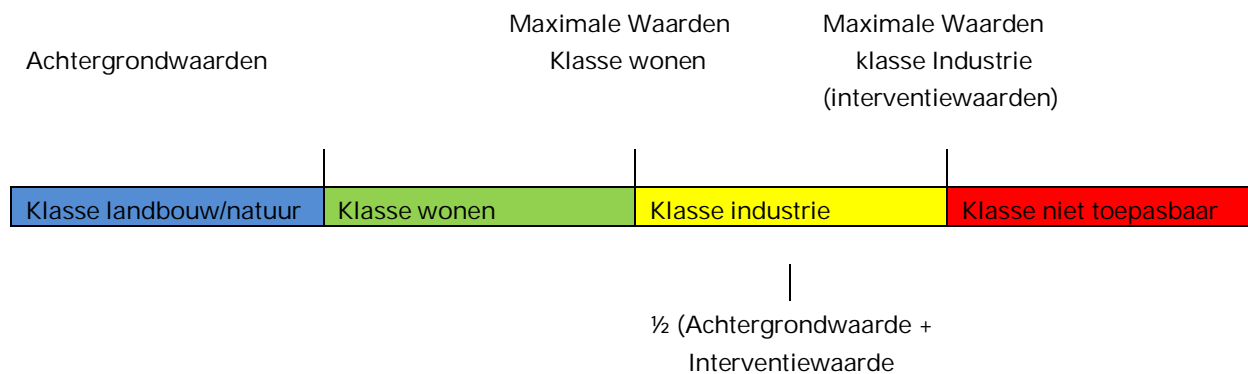 Maximale Waarden
Klasse wonen
Maximale Waarden
klasse Industrie
(interventiewaarden)
Achtergrondwaarden
Klasse landbouw/natuur
Klasse wonen
Klasse industrie
Klasse niet toepasbaar
½ (Achtergrondwaarde +
Interventiewaarde